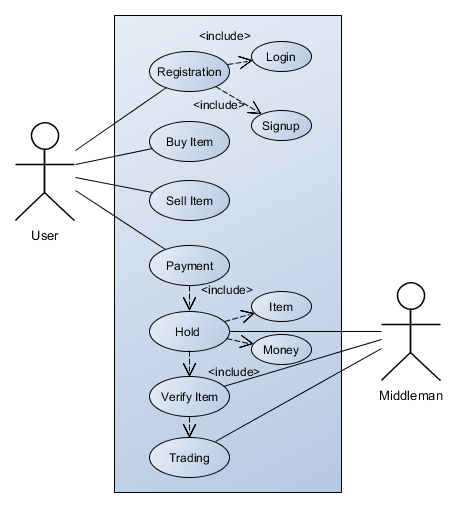 <include>
Login
Registration
<include>
Signup
Buy Item
Sell Item
User
Payment
<include>
Item
Hold
Money
<include>
Verify Item
Middleman
Trading